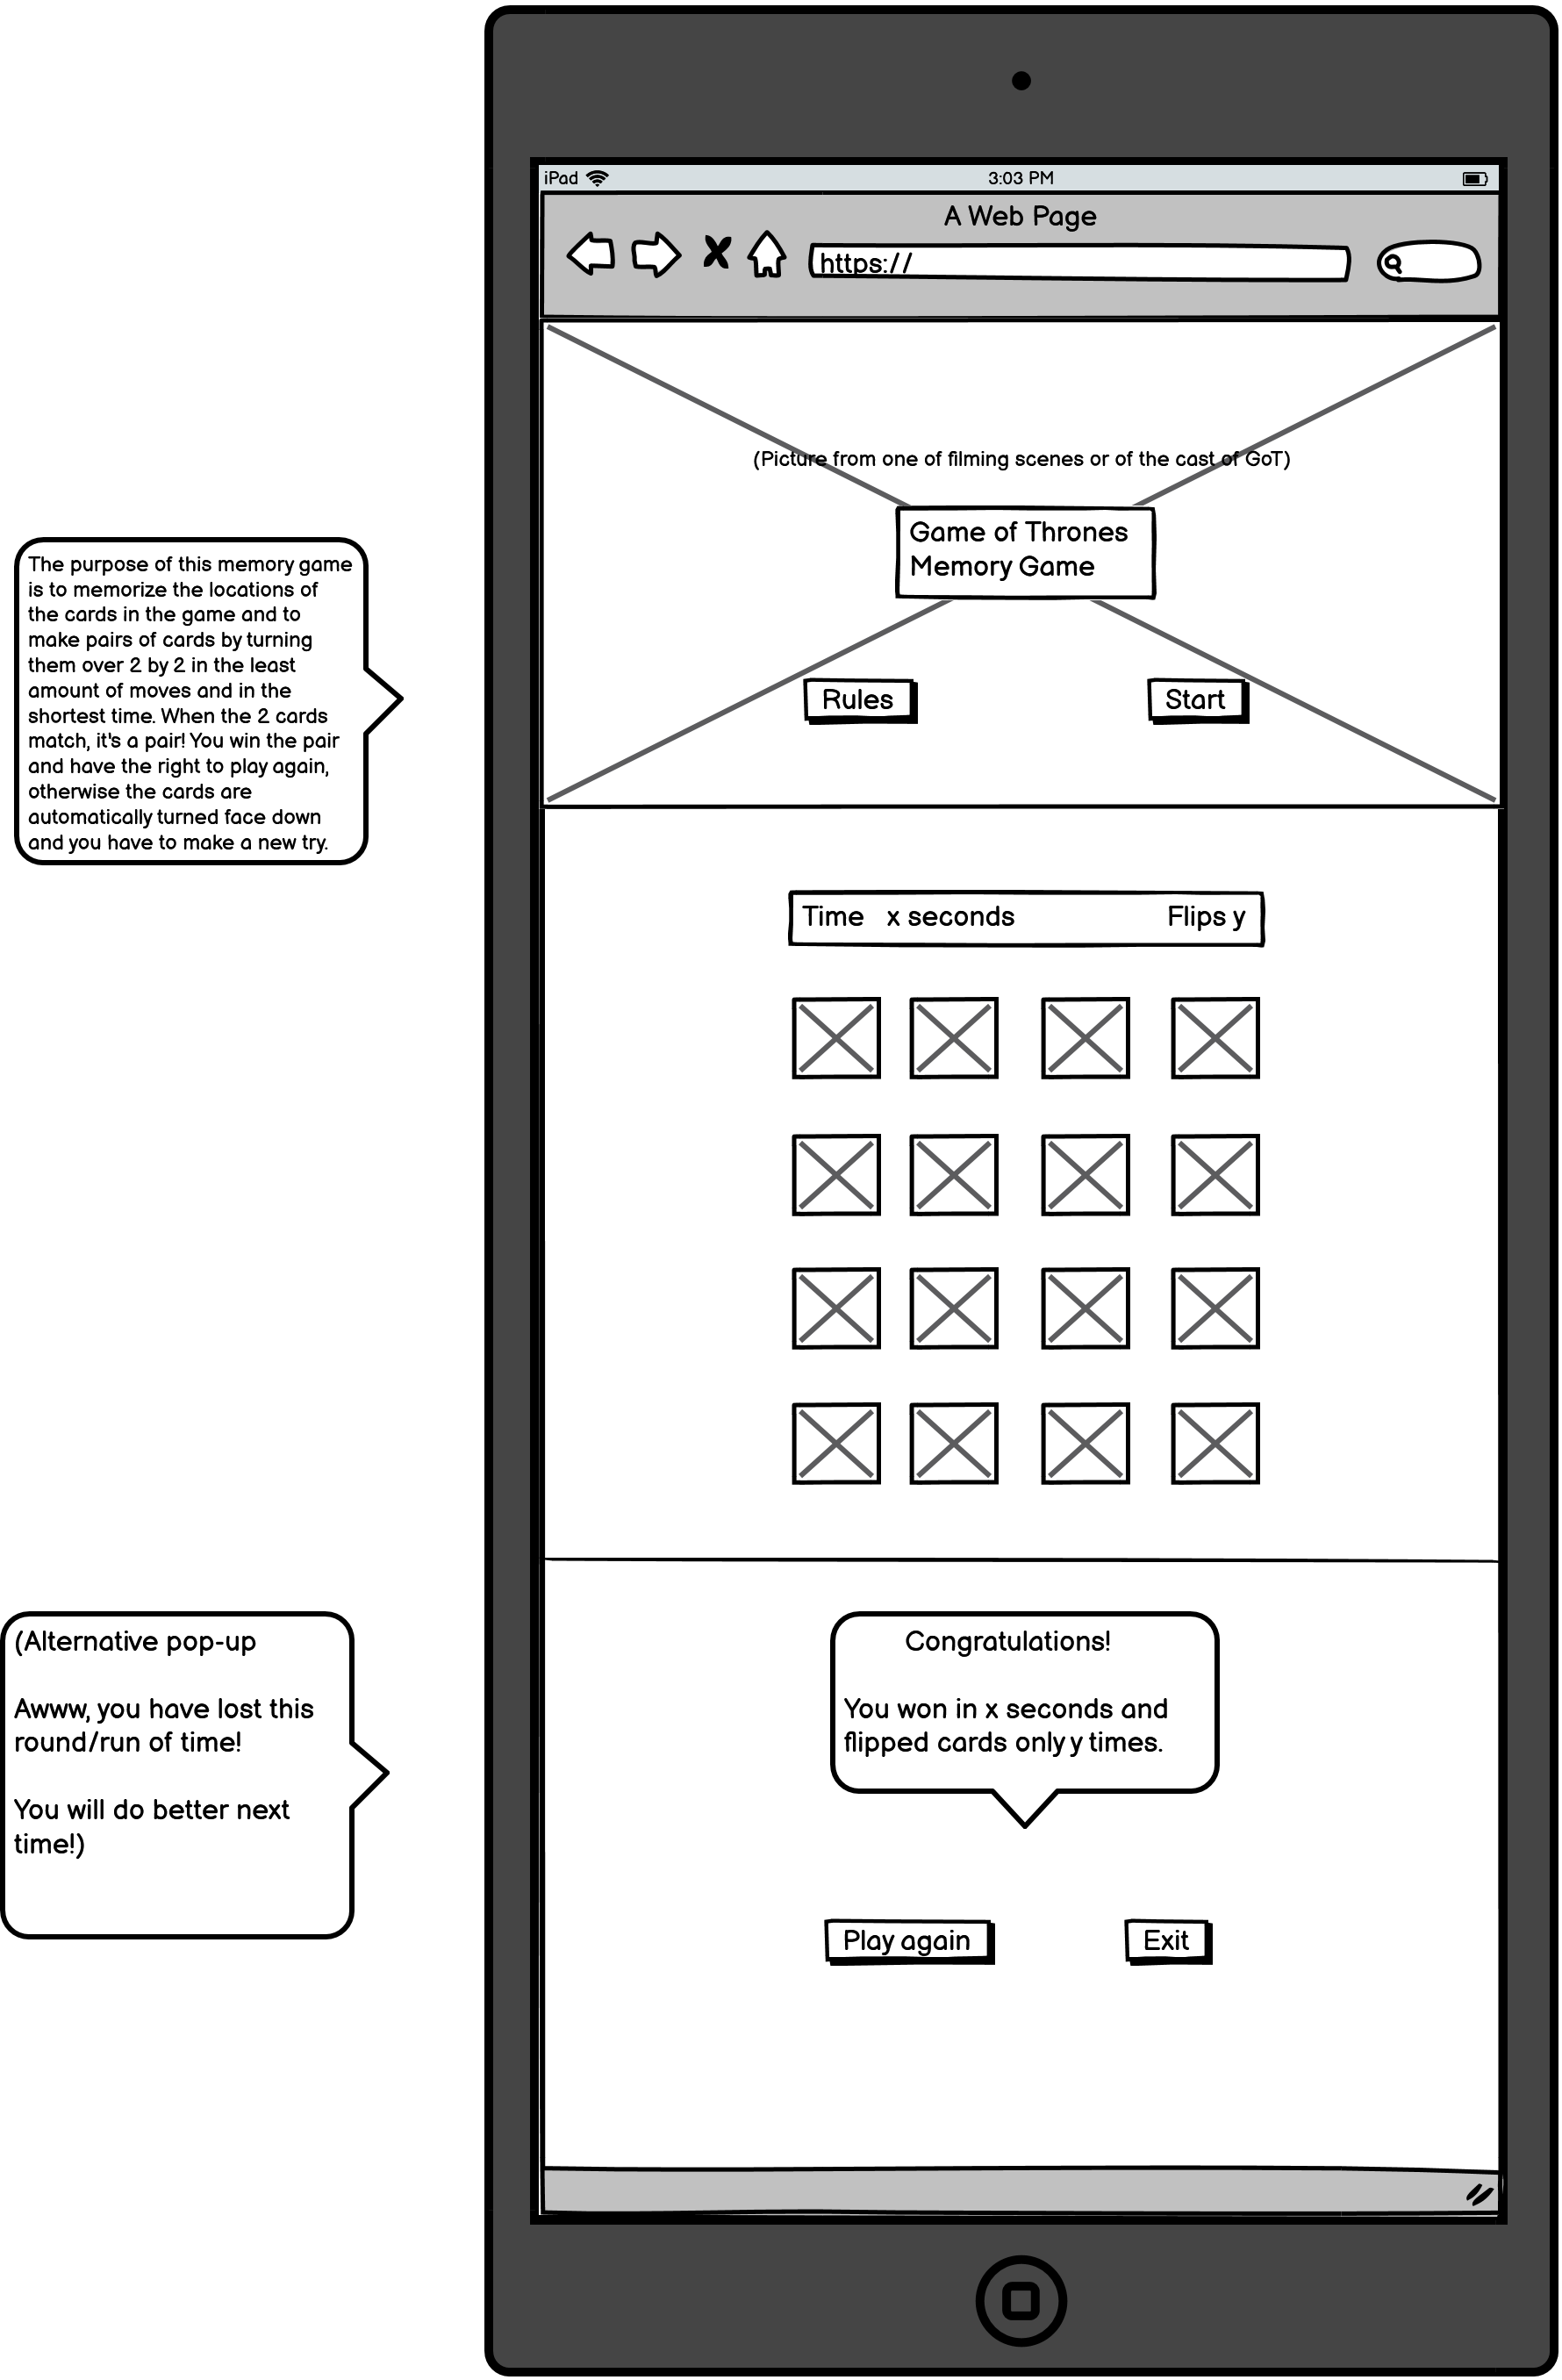 iPad
3:03 PM
A Web Page
https://
(Picture from one of filming scenes or of the cast of GoT)
Game of Thrones
Memory Game
The purpose of this memory game
is to memorize the locations of
the cards in the game and to
make pairs of cards by turning
them over 2 by 2 in the least
amount of moves and in the
shortest time. When the 2 cards
match, it's a pair! You win the pair
and have the right to play again,
otherwise the cards are
automatically turned face down
and you have to make a new try.
Rules
Start
Time x seconds Flips y
(Alternative pop-up
Awww, you have lost this
round/run of time!
You will do better next
time!)
Congratulations!
You won in x seconds and
flipped cards only y times.
Play again
Exit